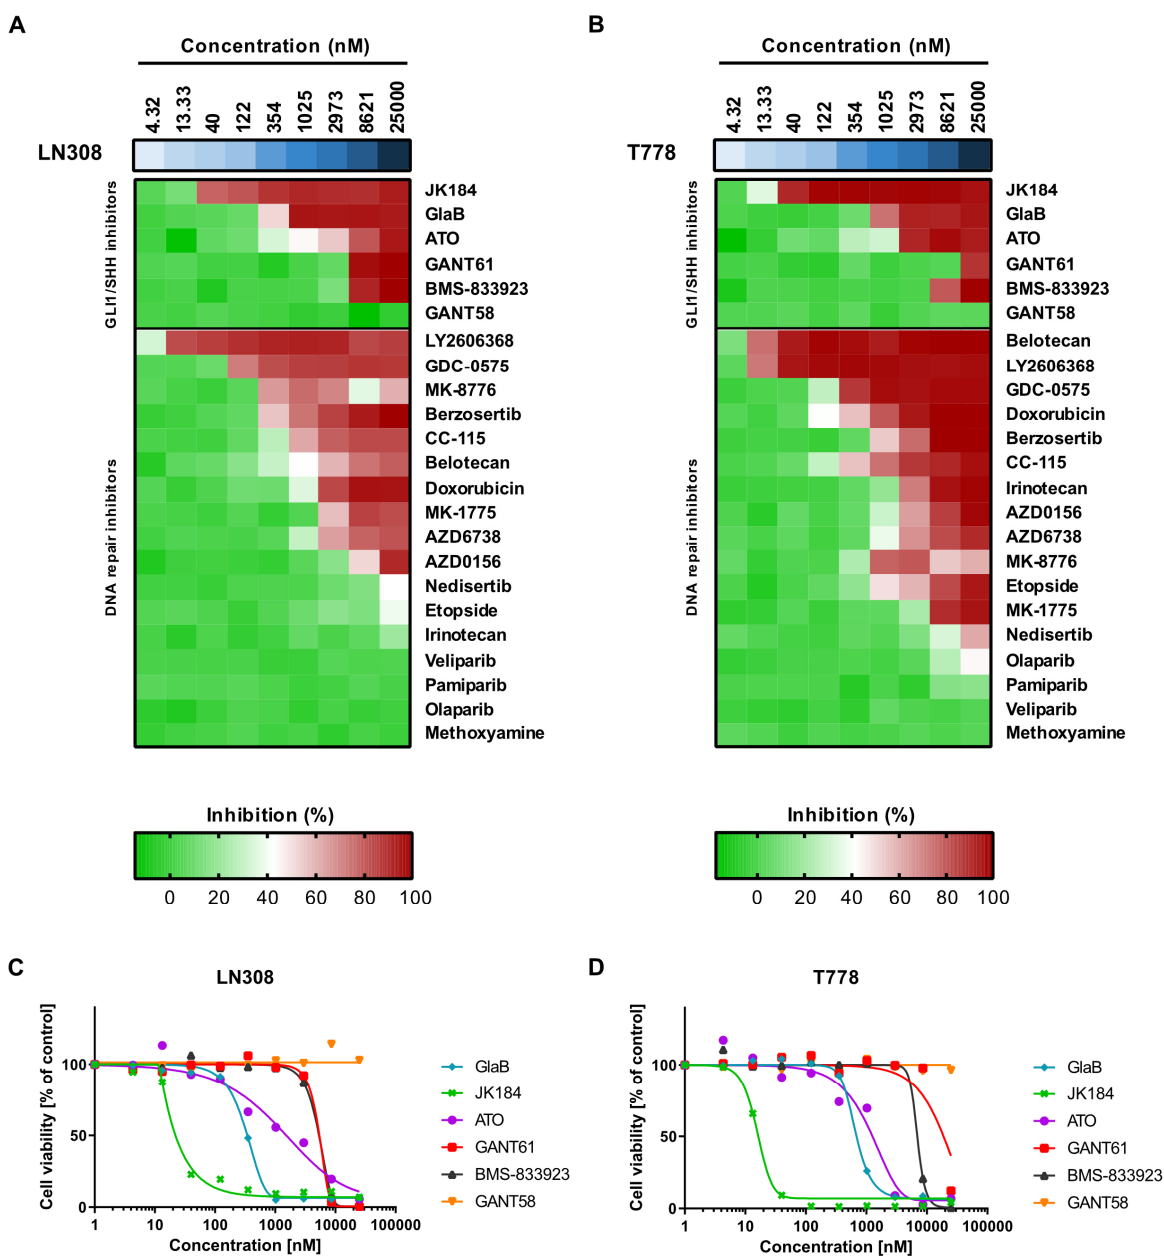 A
Concentration (nM)
4.32
13.33
40
122
354
1025
2973
8621
25000
LN308
GLI1/SHH inhibitors
JK184
GlaB
ATO
GANT61
BMS-833923
GANT58
DNA repair inhibitors
LY2606368
GDC-0575
MK-8776
Berzosertib
CC-115
Belotecan
Doxorubicin
MK-1775
AZD6738
AZD0156
Nedisertib
Etopside
Irinotecan
Veliparib
Pamiparib
Olaparib
Methoxyamine
Inhibition (%)
0 20 40 60 80 100
B
Concentration (nM)
4.32
13.33
40
122
354
1025
2973
8621
25000
T778
GLI1/SHH inhibitors
JK184
GlaB
ATO
GANT61
BMS-833923
GANT58
DNA repair inhibitors
Belotecan
LY2606368
GDC-0575
Doxorubicin
Berzosertib
CC-115
Irinotecan
AZD0156
AZD6738
MK-8776
Etopside
MK-1775
Nedisertib
Olaparib
Pamiparib
Veliparib
Methoxyamine
Inhibition (%)
0 20 40 60 80 100
C
LN308
Cell viability [% of control]
100
50
0
1 10 100 1000 10000 100000
Concentration [nM]
GlaB
JK184
ATO
GANT61
BMS-833923
GANT58
D
T778
Cell viability [% of control]
100
50
0
1 10 100 1000 10000 100000
Concentration [nM]
GlaB
JK184
ATO
GANT61
BMS-833923
GANT58